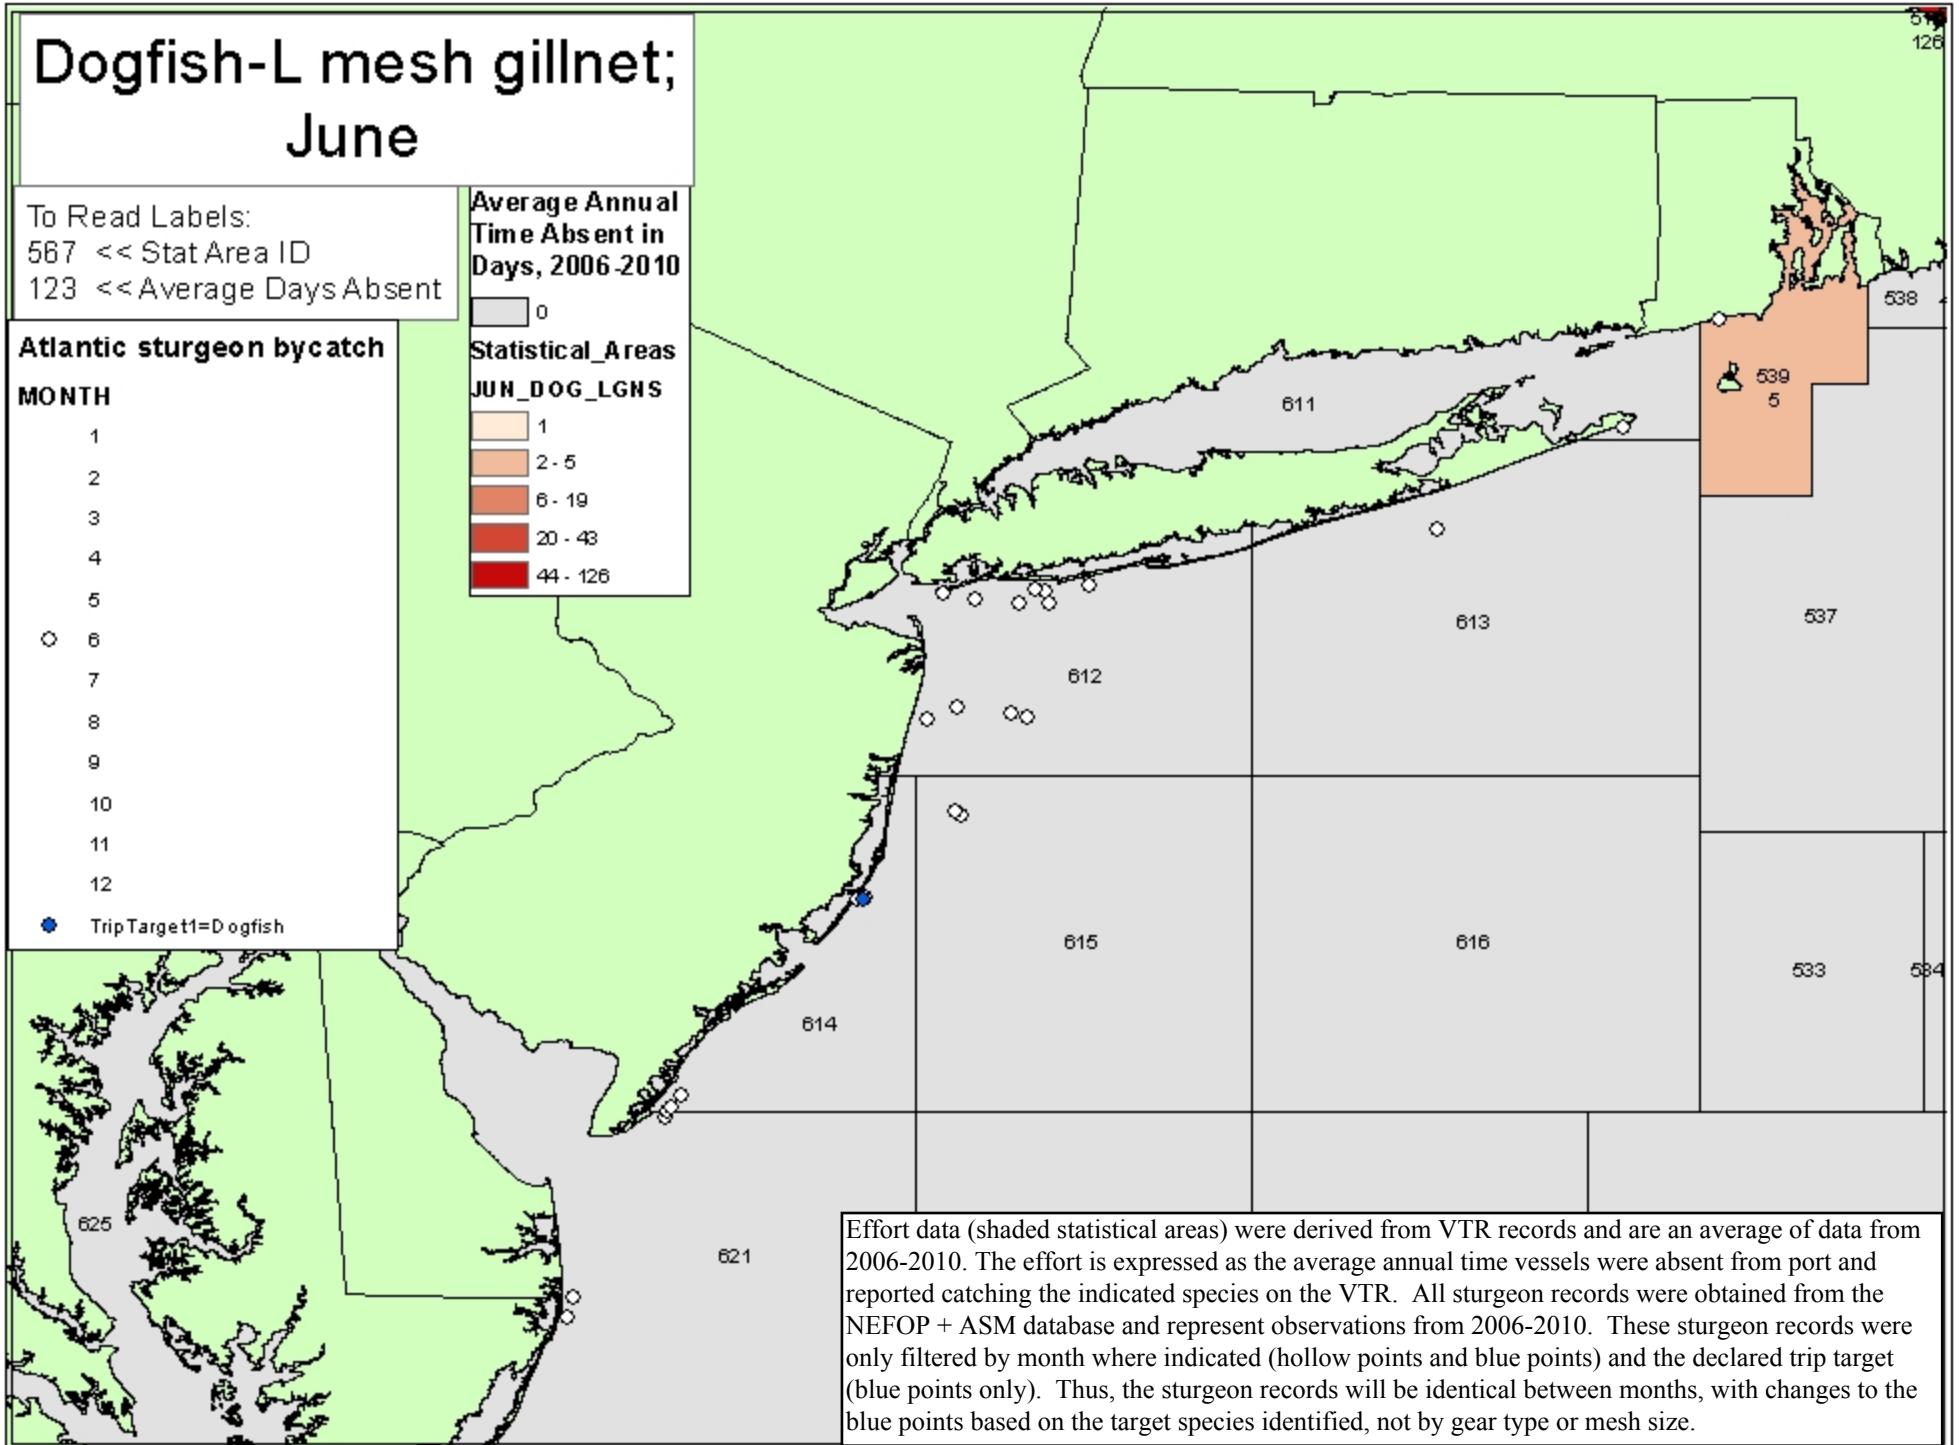 Dogfish-L mesh gillnet;
June
To Read Labels:
567 << Stat Area ID
123 << Average Days Absent
Average Annual
Time Absent in
Days, 2006-2010
0
Statistical_Areas
JUN_DOG_LGNS
1
2 - 5
6 - 19
20 - 43
44 - 126
Atlantic sturgeon bycatch
MONTH
1
2
3
4
5
6
7
8
9
10
11
12
TripTarget1=Dogfish
126
538
539
5
611
613
537
612
615
616
533
534
614
625
621
Effort data (shaded statistical areas) were derived from VTR records and are an average of data from
2006-2010. The effort is expressed as the average annual time vessels were absent from port and
reported catching the indicated species on the VTR. All sturgeon records were obtained from the
NEFOP + ASM database and represent observations from 2006-2010. These sturgeon records were
only filtered by month where indicated (hollow points and blue points) and the declared trip target
(blue points only). Thus, the sturgeon records will be identical between months, with changes to the
blue points based on the target species identified, not by gear type or mesh size.